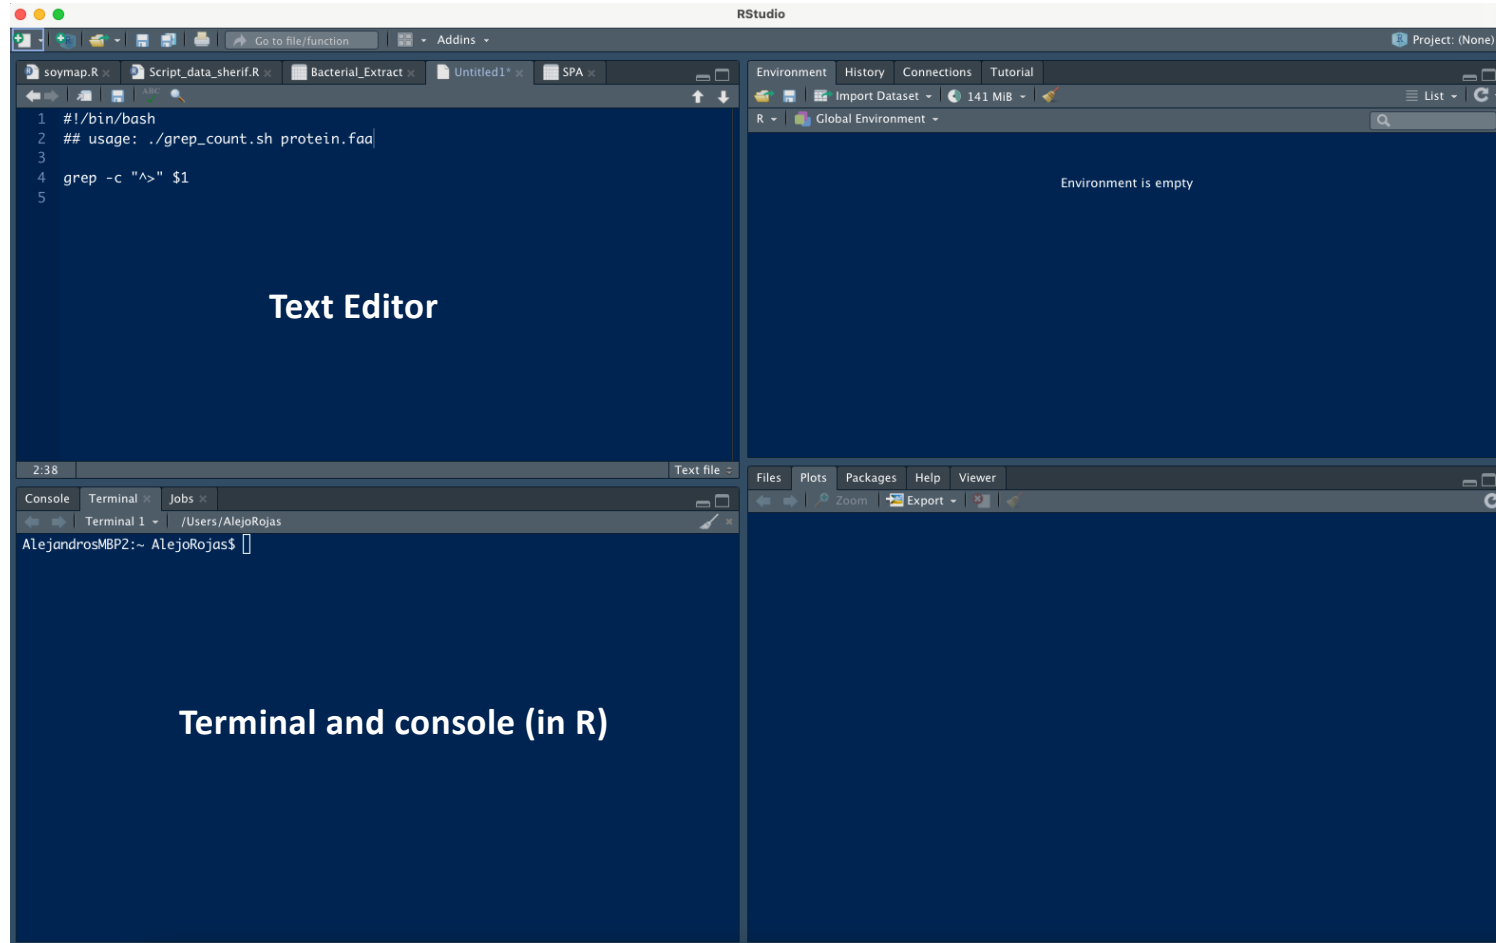 RStudio
Go to file/function Addins Project: (None)
soymap.R Script_data_sherif.R Bacterial_Extract Untitled1* SPA
ABC
1 #!/bin/bash
2 ## usage: ./grep_count.sh protein.faa
3
4 grep -c "^>" $1
5
Text Editor
2:38 Text file
Environment History Connections Tutorial
Import Dataset 141 MiB List
R Global Environment
Environment is empty
Console Terminal Jobs
Terminal 1 /Users/AlejoRojas
AlejandrosMBP2:~ AlejoRojas$
Terminal and console (in R)
Files Plots Packages Help Viewer
Zoom Export